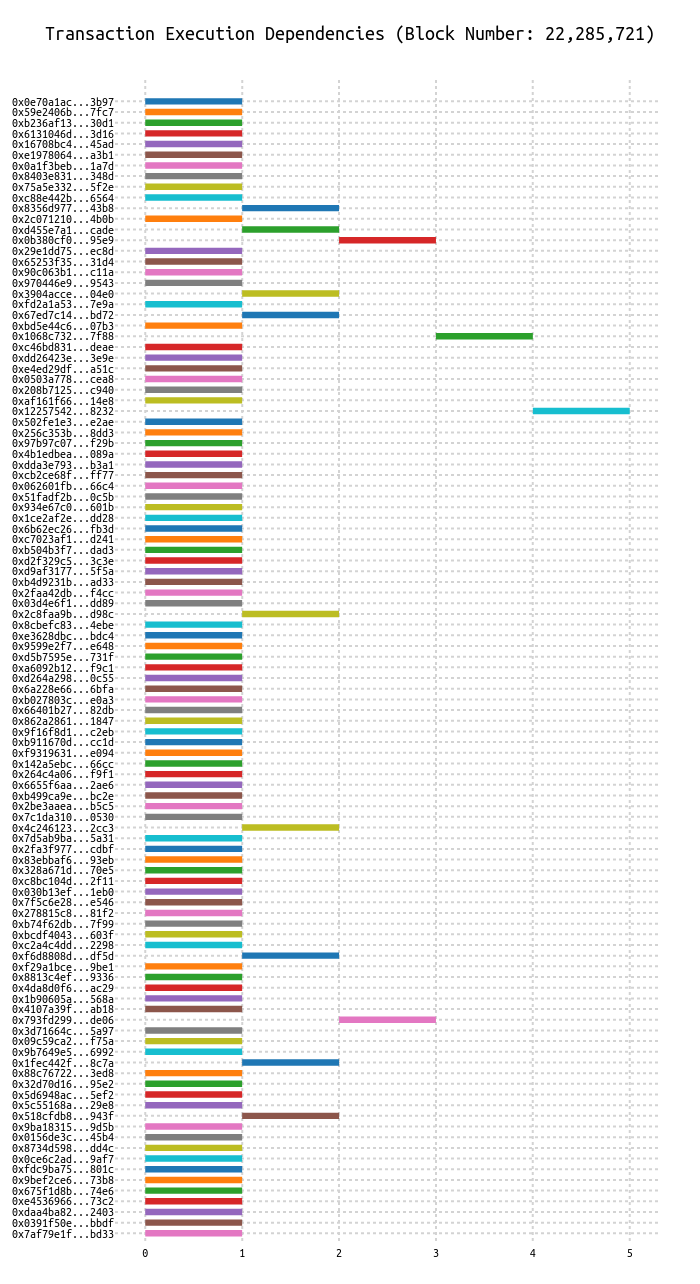 Transaction Execution Dependencies (Block Number: 22,285,721)
0x0e70a1ac...3b97
0x59e2406b...7fc7
0xb236af13...30d1
0x6131046d...3d16
0x16708bc4...45ad
0xe1978064...a3b1
0x0a1f3beb...1a7d
0x8403e831...348d
0x75a5e332...5f2e
0xc88e442b...6564
0x8356d977...43b8
0x2c071210...4b0b
0xd455e7a1...cade
0x0b380cf0...95e9
0x29e1dd75...ec8d
0x65253f35...31d4
0x90c063b1...c11a
0x970446e9...9543
0x3904acce...04e0
0xfd2a1a53...7e9a
0x67ed7c14...bd72
0xbd5e44c6...07b3
0x1068c732...7f88
0xc46bd831...deae
0xdd26423e...3e9e
0xe4ed29df...a51c
0x0503a778...cea8
0x208b7125...c940
0xaf161f66...14e8
0x12257542...8232
0x502fe1e3...e2ae
0x256c353b...8dd3
0x97b97c07...f29b
0x4b1edbea...089a
0xdda3e793...b3a1
0xcb2ce68f...ff77
0x062601fb...66c4
0x51fadf2b...0c5b
0x934e67c0...601b
0x1ce2af2e...dd28
0x6b62ec26...fb3d
0xc7023af1...d241
0xb504b3f7...dad3
0xd2f329c5...3c3e
0xd9af3177...5f5a
0xb4d9231b...ad33
0x2faa42db...f4cc
0x03d4e6f1...dd89
0x2c8faa9b...d98c
0x8cbefc83...4ebe
0xe3628dbc...bdc4
0x9599e2f7...e648
0xd5b7595e...731f
0xa6092b12...f9c1
0xd264a298...0c55
0x6a228e66...6bfa
0xb027803c...e0a3
0x66401b27...82db
0x862a2861...1847
0x9f16f8d1...c2eb
0xb911670d...cc1d
0xf9319631...e094
0x142a5ebc...66cc
0x264c4a06...f9f1
0x6655f6aa...2ae6
0xb499ca9e...bc2e
0x2be3aaea...b5c5
0x7c1da310...0530
0x4c246123...2cc3
0x7d5ab9ba...5a31
0x2fa3f977...cdbf
0x83ebbaf6...93eb
0x328a671d...70e5
0xc8bc104d...2f11
0x030b13ef...1eb0
0x7f5c6e28...e546
0x278815c8...81f2
0xb74f62db...7f99
0xbcdf4043...603f
0xc2a4c4dd...2298
0xf6d8808d...df5d
0xf29a1bce...9be1
0x8813c4ef...9336
0x4da8d0f6...ac29
0x1b90605a...568a
0x4107a39f...ab18
0x793fd299...de06
0x3d71664c...5a97
0x09c59ca2...f75a
0x9b7649e5...6992
0x1fec442f...8c7a
0x88c76722...3ed8
0x32d70d16...95e2
0x5d6948ac...5ef2
0x5c55168a...29e8
0x518cfdb8...943f
0x9ba18315...9d5b
0x0156de3c...45b4
0x8734d598...dd4c
0x0ce6c2ad...9af7
0xfdc9ba75...801c
0x9bef2ce6...73b8
0x675f1d8b...74e6
0xe4536966...73c2
0xdaa4ba82...2403
0x0391f50e...bbdf
0x7af79e1f...bd33
0 1 2 3 4 5